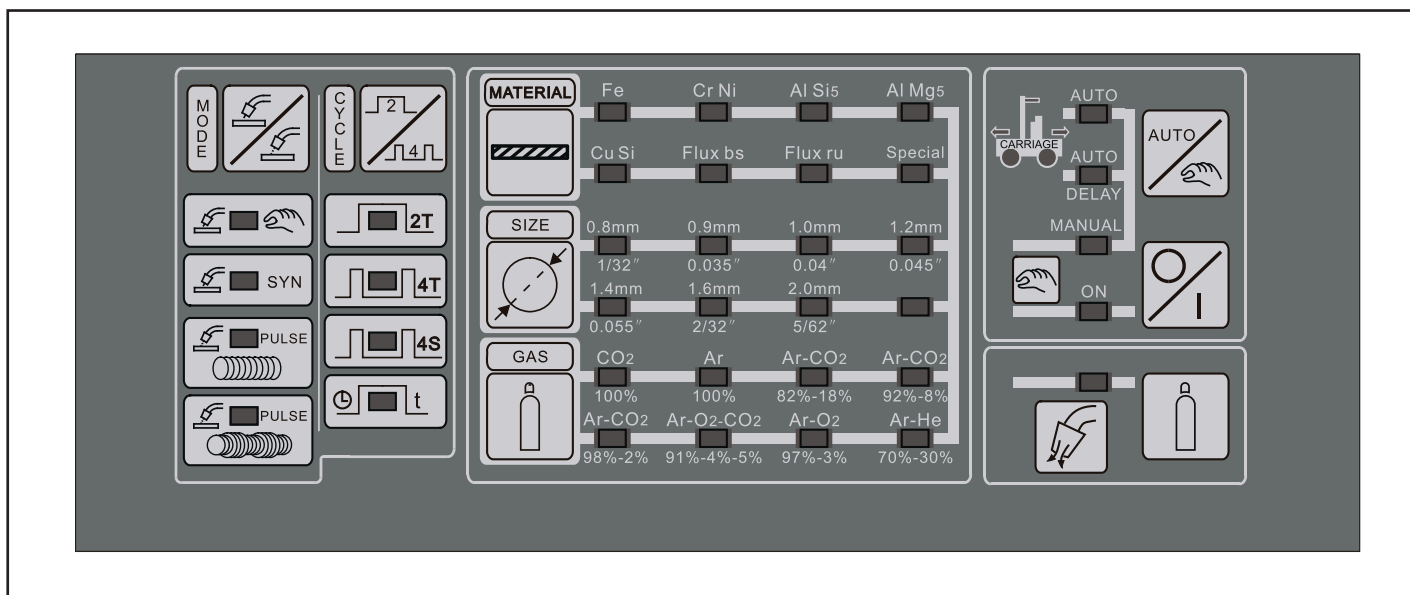 MODE
CYCLE
2
4
2T
SYN
4T
PULSE
4S
PULSE
t
MATERIAL
Fe Cr Ni Al Si5 Al Mg5
Cu Si Flux bs Flux ru Special
SIZE
0.8mm 0.9mm 1.0mm 1.2mm
1/32″ 0.035″ 0.04″ 0.045″
1.4mm 1.6mm 2.0mm
0.055″ 2/32″ 5/62″
GAS
CO2 Ar Ar-CO2 Ar-CO2
100% 100% 82%-18% 92%-8%
Ar-CO2 Ar-O2-CO2 Ar-O2 Ar-He
98%-2% 91%-4%-5% 97%-3% 70%-30%
AUTO
CARRIAGE
AUTO
DELAY
MANUAL
ON
AUTO
I